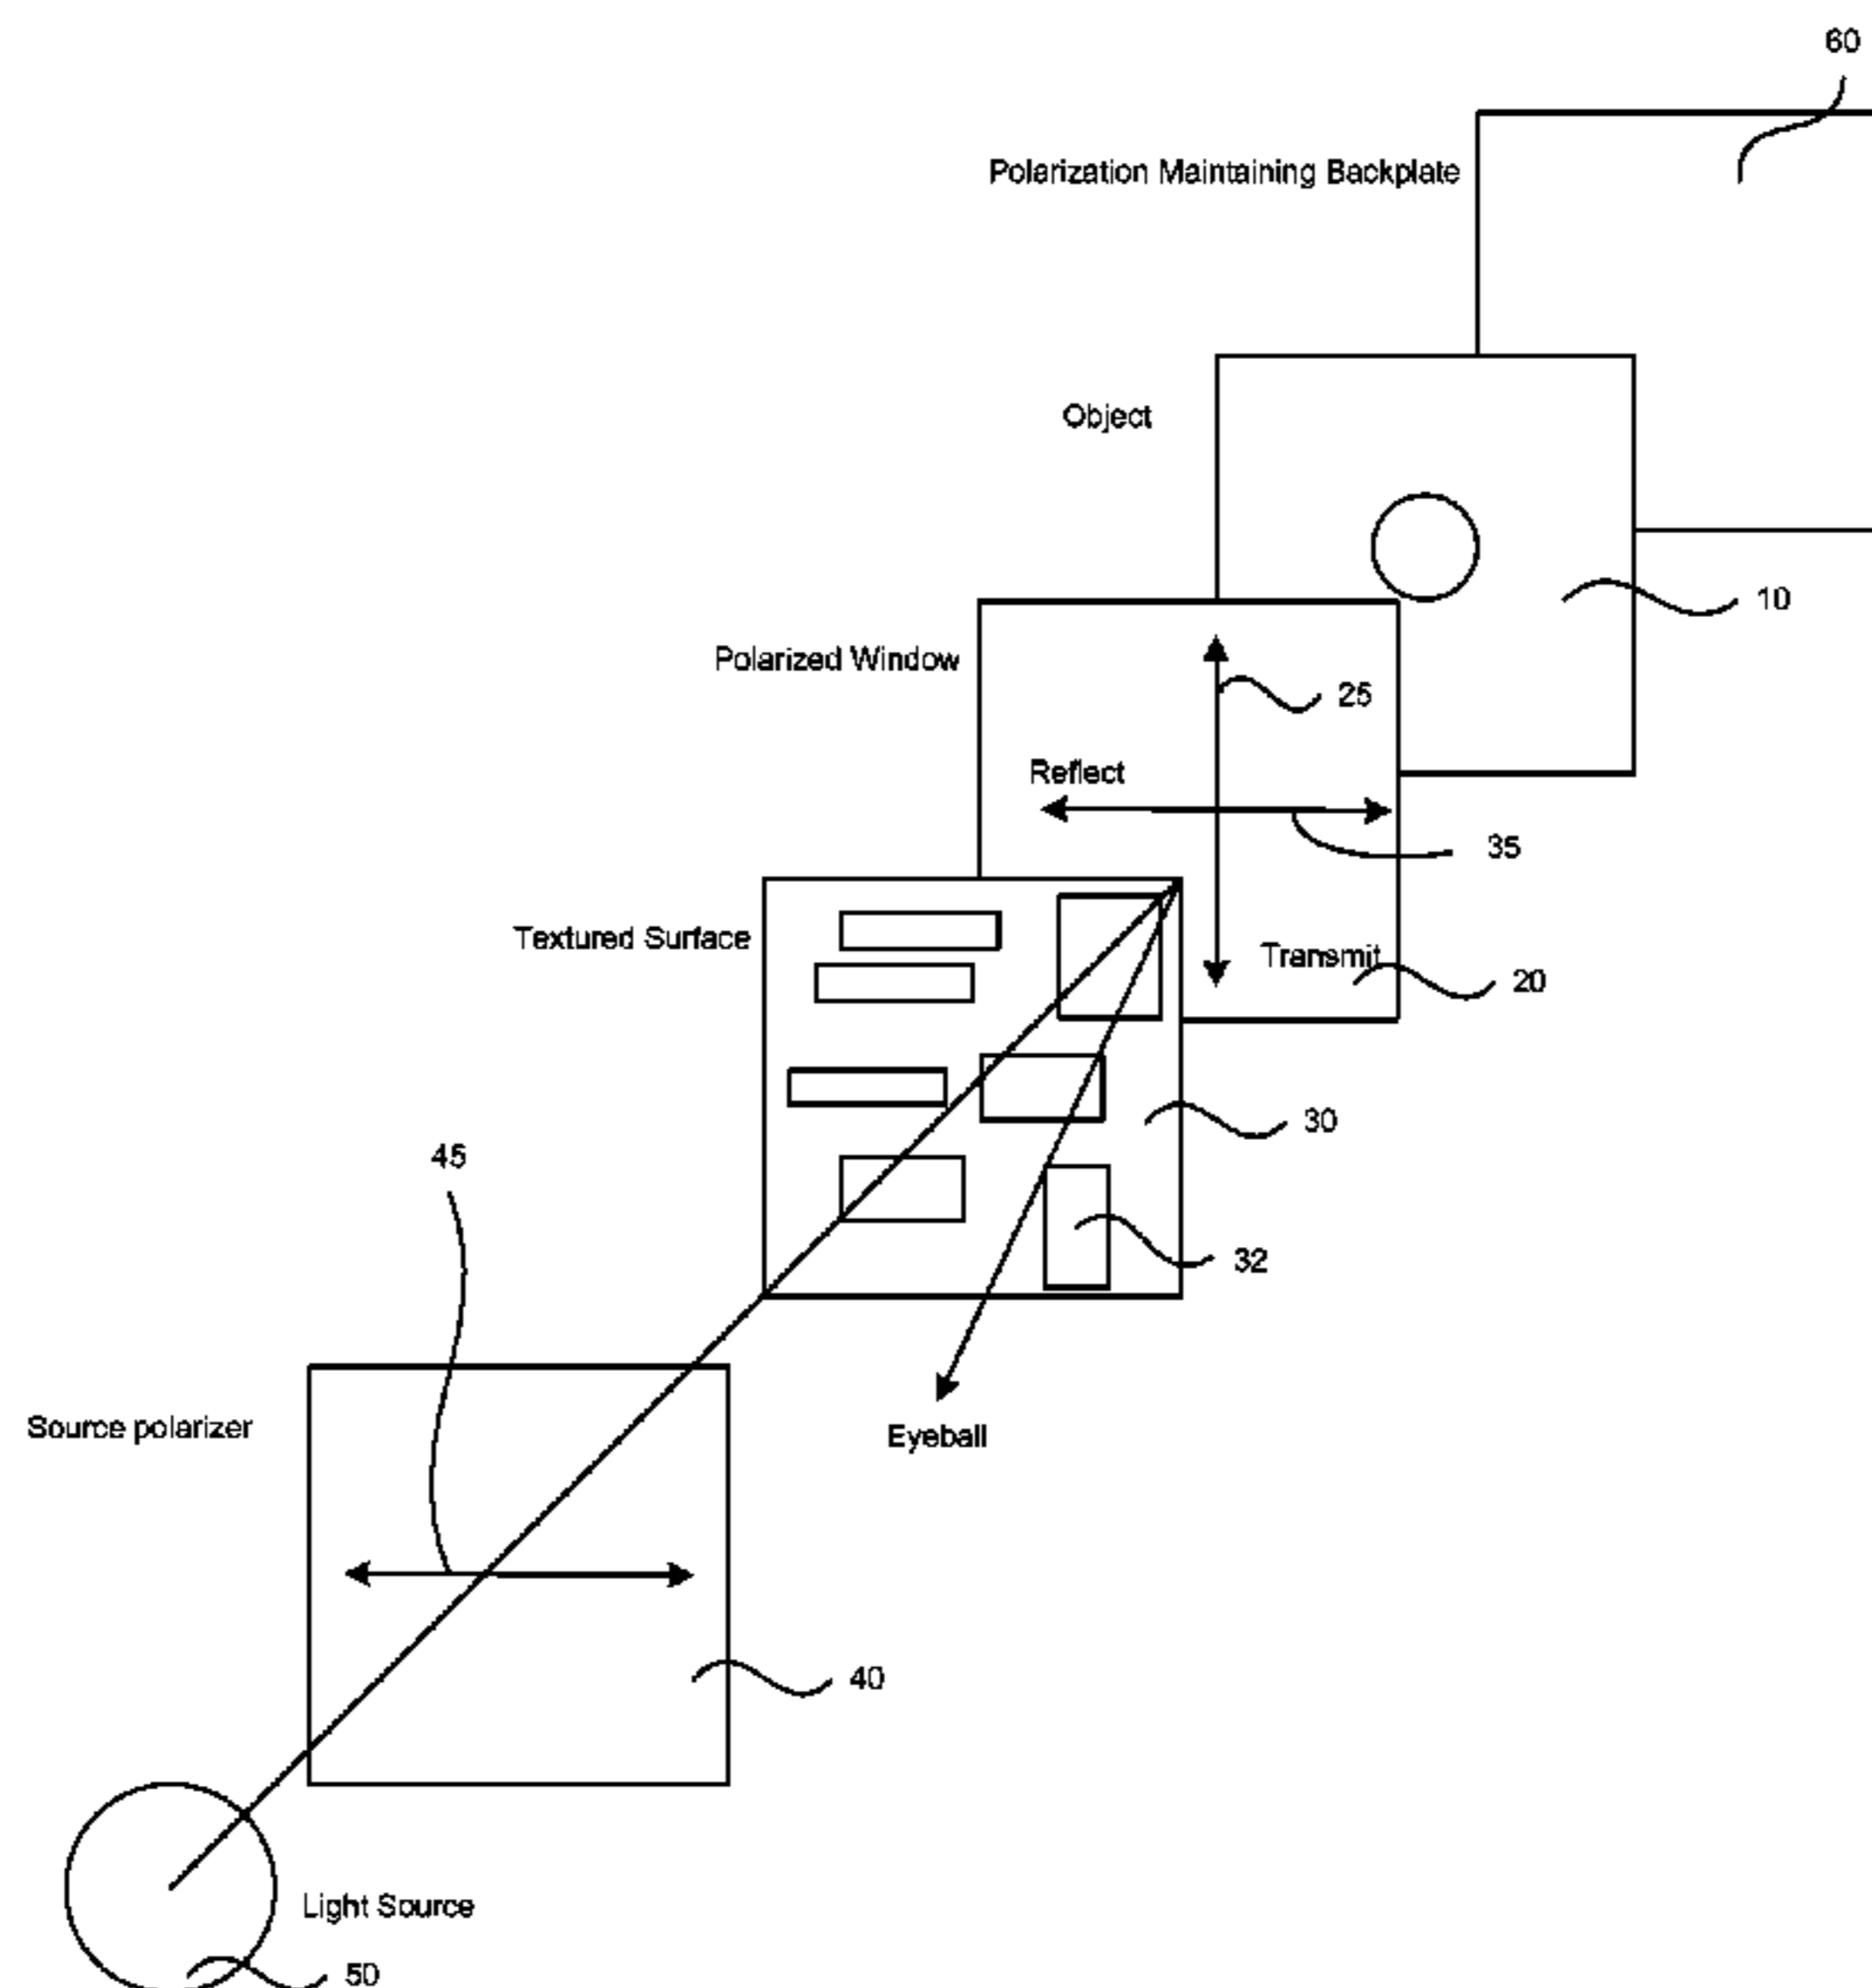 60
Polarization Maintaining Backplate
Object
10
Polarized Window
25
Reflect
35
Textured Surface
Transmit
20
30
45
32
Source polarizer
Eyeball
40
Light Source
50